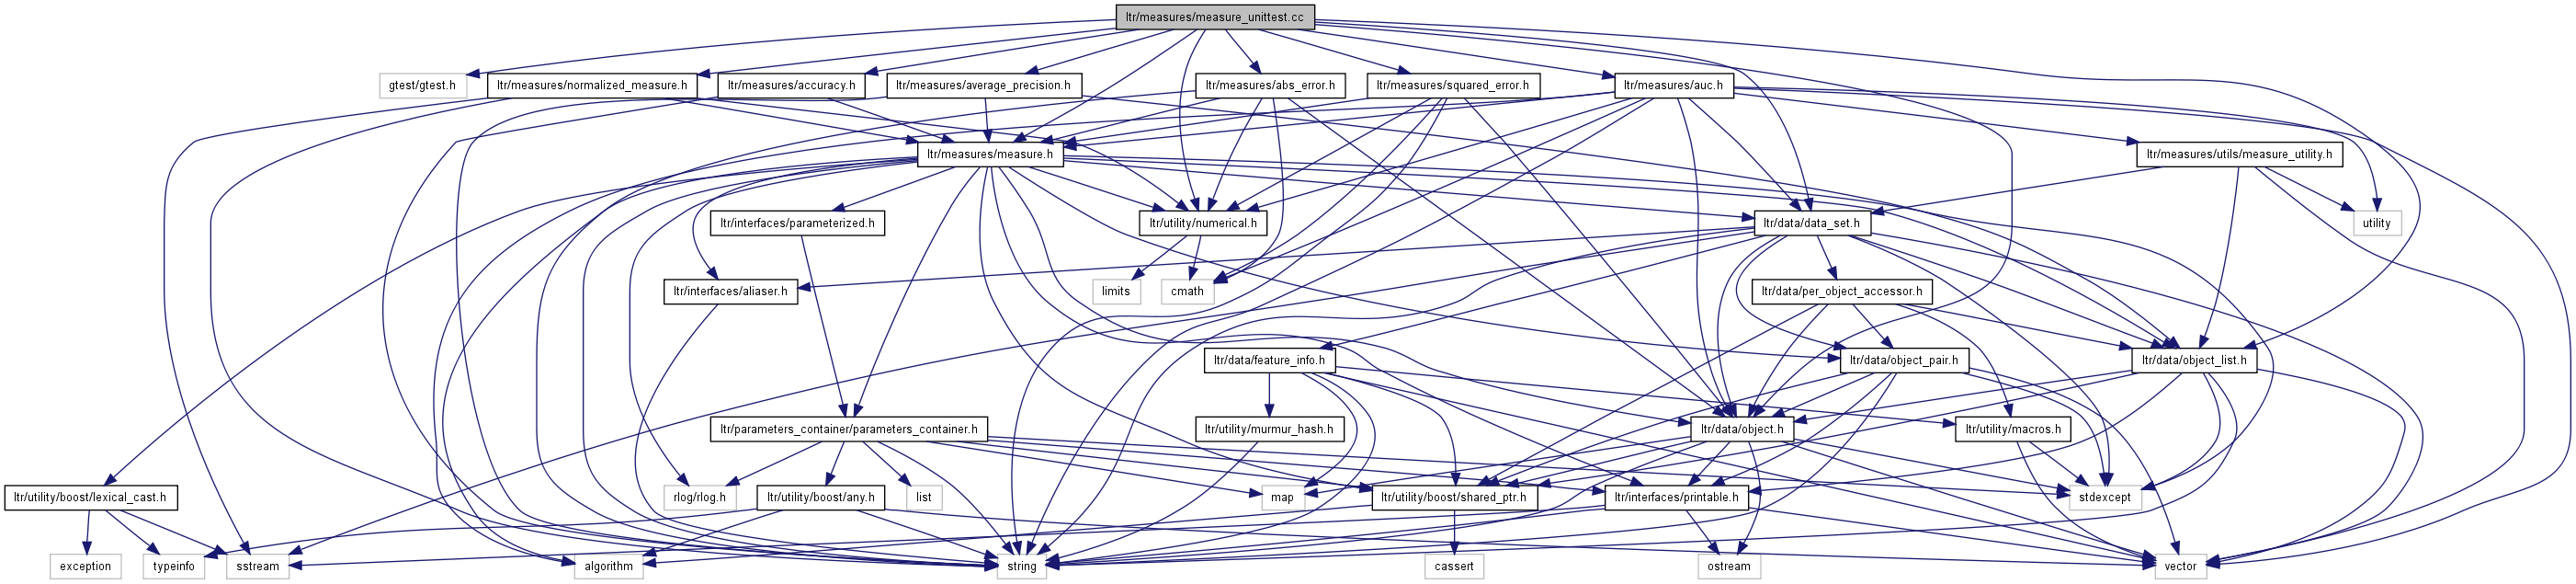 ltr/measures/measure_unittest.cc
gtest/gtest.h
ltr/measures/normalized_measure.h
ltr/measures/accuracy.h
ltr/measures/average_precision.h
ltr/measures/abs_error.h
ltr/measures/squared_error.h
ltr/measures/auc.h
ltr/measures/measure.h
ltr/measures/utils/measure_utility.h
ltr/interfaces/parameterized.h
ltr/utility/numerical.h
ltr/data/data_set.h
utility
ltr/interfaces/aliaser.h
limits
cmath
ltr/data/per_object_accessor.h
ltr/data/feature_info.h
ltr/data/object_pair.h
ltr/data/object_list.h
ltr/parameters_container/parameters_container.h
ltr/utility/murmur_hash.h
ltr/data/object.h
ltr/utility/macros.h
ltr/utility/boost/lexical_cast.h
rlog/rlog.h
ltr/utility/boost/any.h
list
map
ltr/utility/boost/shared_ptr.h
ltr/interfaces/printable.h
stdexcept
exception
typeinfo
sstream
algorithm
string
cassert
ostream
vector